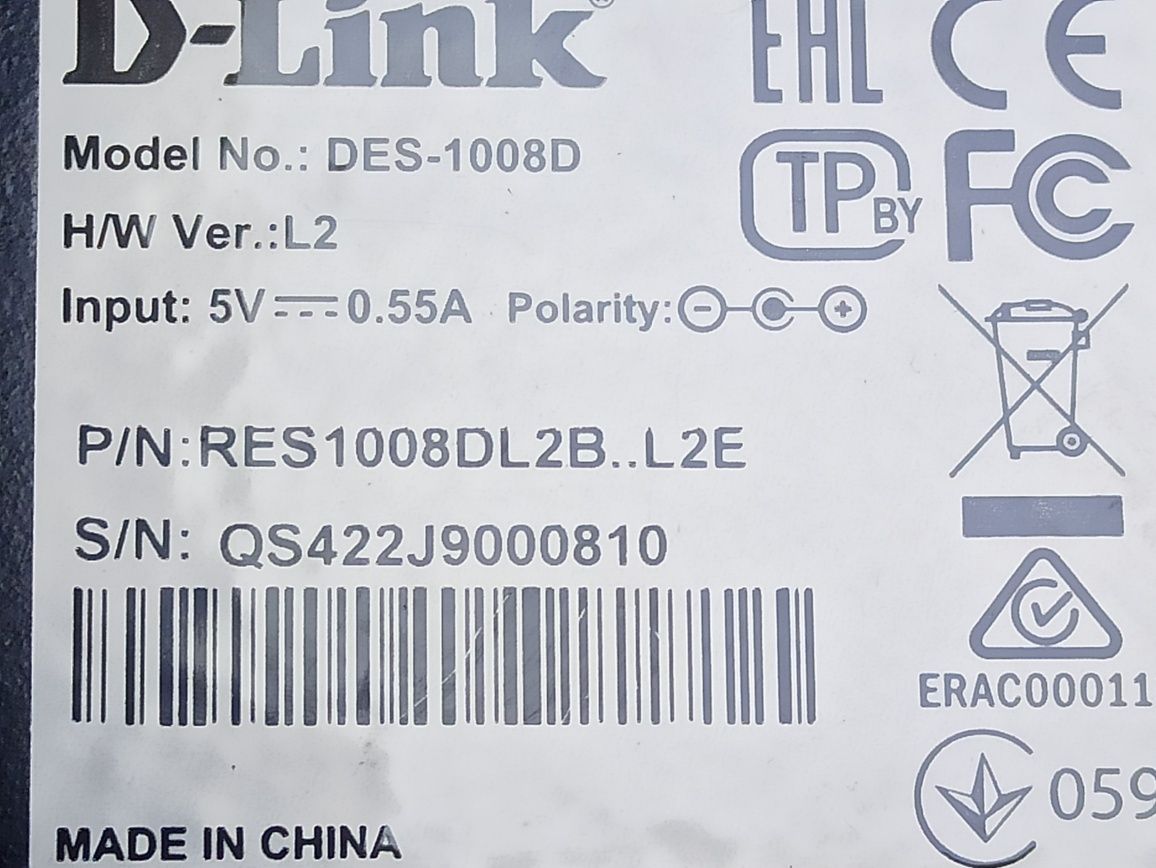 D-Link®
EAC CE
Model No.: DES-1008D
TP BY FC
H/W Ver.:L2
Input: 5V 0.55A Polarity:
P/N:RES1008DL2B..L2E
S/N: QS422J9000810
ERAC00011
059
MADE IN CHINA